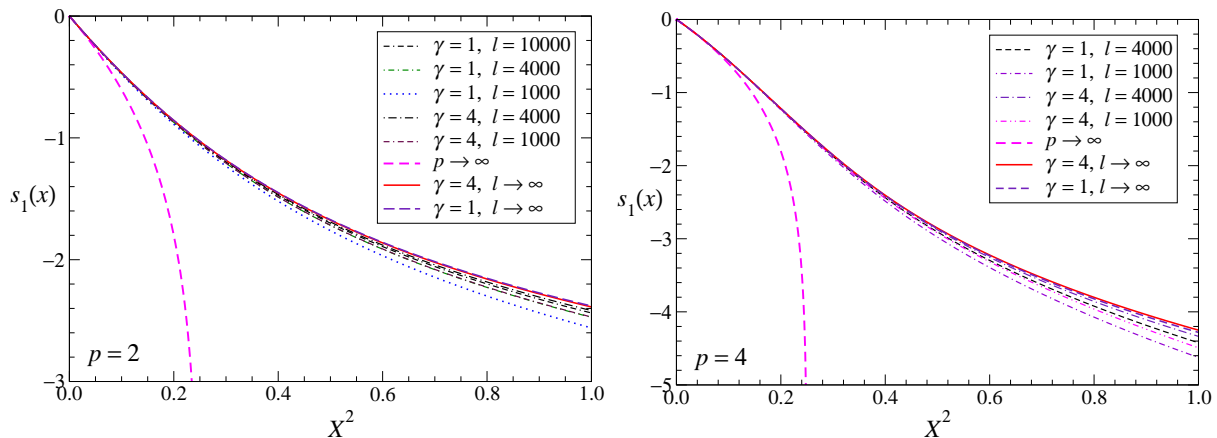 0
-1
-2
-3
s₁(x)
0.0 0.2 0.4 0.6 0.8 1.0
X²
p = 2
γ = 1, l = 10000
γ = 1, l = 4000
γ = 1, l = 1000
γ = 4, l = 4000
γ = 4, l = 1000
p → ∞
γ = 4, l → ∞
γ = 1, l → ∞
0
-1
-2
-3
-4
-5
s₁(x)
0.0 0.2 0.4 0.6 0.8 1.0
X²
p = 4
γ = 1, l = 4000
γ = 1, l = 1000
γ = 4, l = 4000
γ = 4, l = 1000
p → ∞
γ = 4, l → ∞
γ = 1, l → ∞